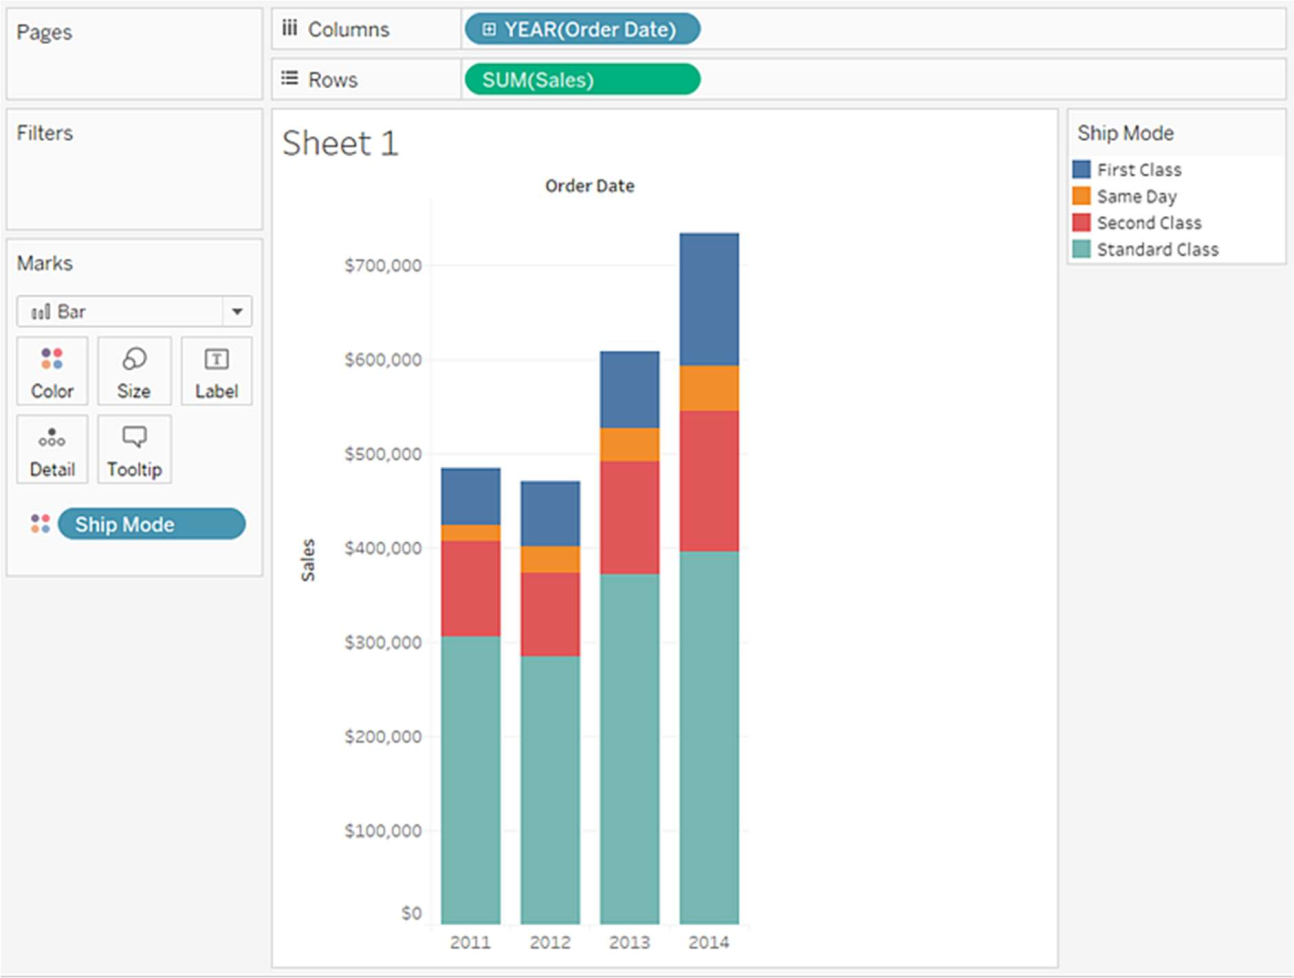 Pages
Columns
YEAR(Order Date)
Rows
SUM(Sales)
Filters
Marks
Bar
Color
Size
Label
Detail
Tooltip
Ship Mode
Sheet 1
Order Date
Sales
$700,000
$600,000
$500,000
$400,000
$300,000
$200,000
$100,000
$0
2011
2012
2013
2014
Ship Mode
First Class
Same Day
Second Class
Standard Class